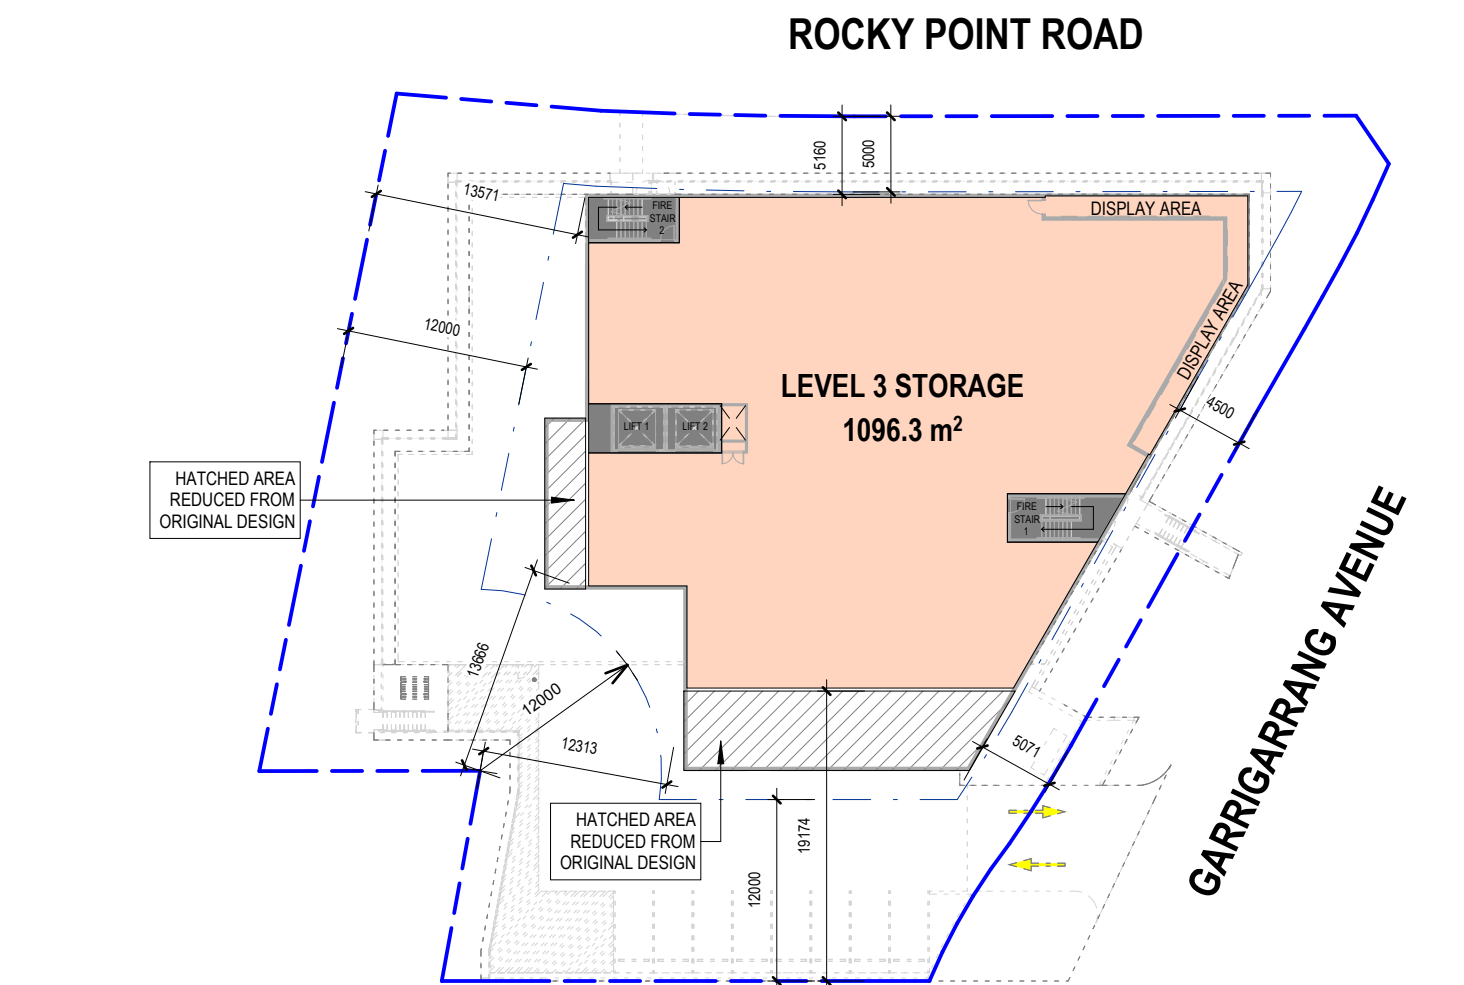 ROCKY POINT ROAD
5160
5000
13571
FIRE
STAIR
2
DISPLAY AREA
DISPLAY AREA
12000
LEVEL 3 STORAGE
1096.3 m²
4500
LIFT 1
LIFT 2
HATCHED AREA
REDUCED FROM
ORIGINAL DESIGN
FIRE
STAIR
1
GARRIGARRANG AVENUE
13666
12000
12313
5071
HATCHED AREA
REDUCED FROM
ORIGINAL DESIGN
19174
12000